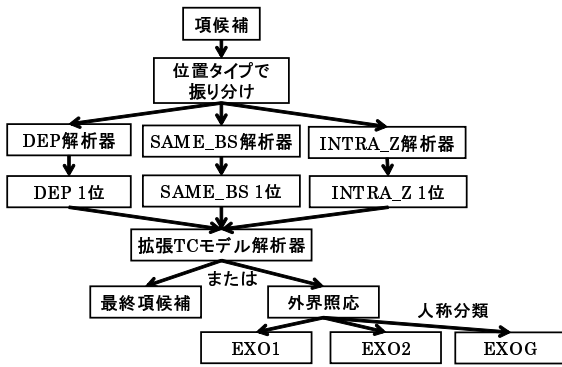 項候補
位置タイプで
振り分け
DEP解析器
SAME_BS解析器
INTRA_Z解析器
DEP 1位
SAME_BS 1位
INTRA_Z 1位
拡張TCモデル解析器
または
最終項候補
外界照応
人称分類
EXO1
EXO2
EXOG